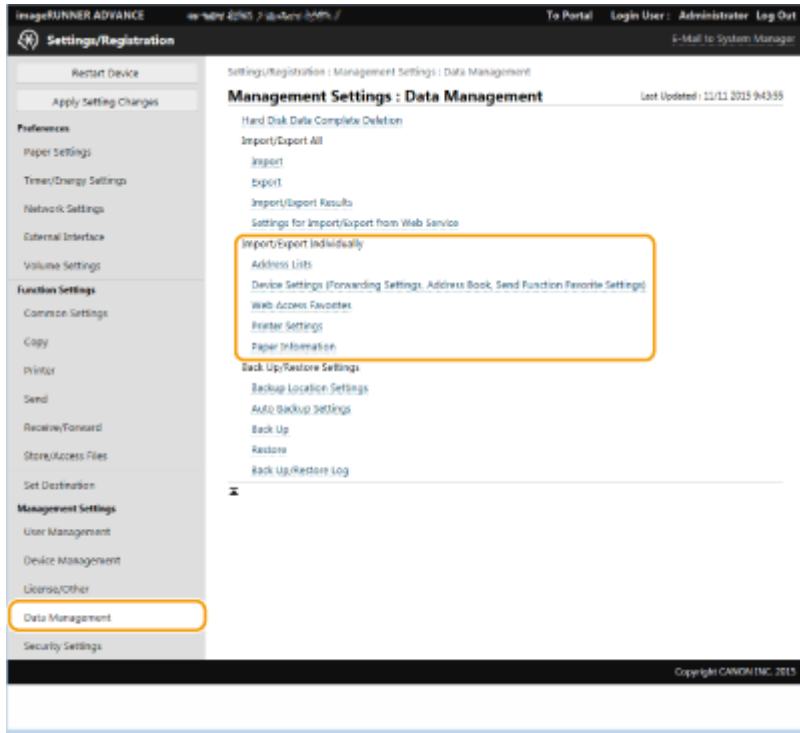 imageRUNNER ADVANCE
To Portal Login User : Administrator Log Out
Settings/Registration
E-Mail to System Manager
Restart Device
Apply Setting Changes
Preferences
Paper Settings
Timer/Energy Settings
Network Settings
External Interface
Volume Settings
Function Settings
Common Settings
Copy
Printer
Send
Receive/Forward
Store/Access Files
Set Destination
Management Settings
User Management
Device Management
License/Other
Data Management
Security Settings
Settings/Registration : Management Settings : Data Management
Management Settings : Data Management
Last Updated : 11/11 2015 9:43:55
Hard Disk Data Complete Deletion
Import/Export All
Import
Export
Import/Export Results
Settings for Import/Export from Web Service
Import/Export Individually
Address Lists
Device Settings (Forwarding Settings, Address Book, Send Function Favorite Settings)
Web Access Favorites
Printer Settings
Paper Information
Back Up/Restore Settings
Backup Location Settings
Auto Backup Settings
Back Up
Restore
Back Up/Restore Log
Copyright CANON INC. 2015